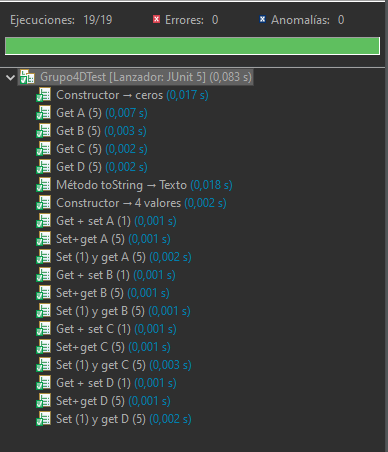 Ejecuciones: 19/19 Errores: 0 Anomalías: 0
Grupo4DTest [Lanzador: JUnit 5] (0,083 s)
Constructor → ceros (0,017 s)
Get A (5) (0,007 s)
Get B (5) (0,003 s)
Get C (5) (0,002 s)
Get D (5) (0,002 s)
Método toString → Texto (0,018 s)
Constructor → 4 valores (0,002 s)
Get + set A (1) (0,001 s)
Set+get A (5) (0,001 s)
Set (1) y get A (5) (0,002 s)
Get + set B (1) (0,001 s)
Set+get B (5) (0,001 s)
Set (1) y get B (5) (0,001 s)
Get + set C (1) (0,001 s)
Set+get C (5) (0,001 s)
Set (1) y get C (5) (0,003 s)
Get + set D (1) (0,001 s)
Set+get D (5) (0,001 s)
Set (1) y get D (5) (0,002 s)